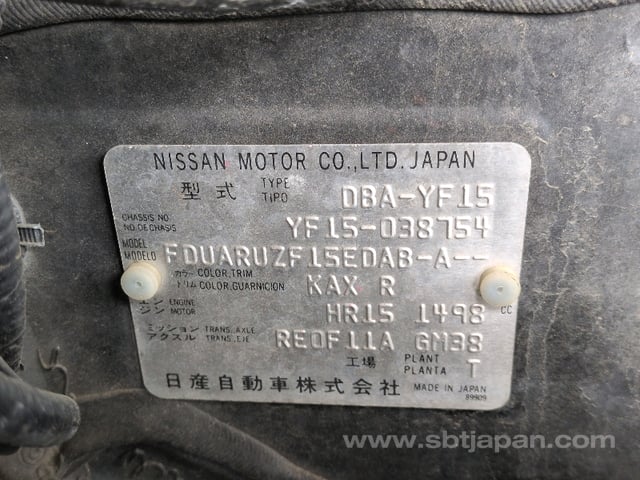 NISSAN MOTOR CO.,LTD. JAPAN
型式 TYPE TIPO DBA-YF15
CHASSIS NO. NO. DE CHASIS YF15-038754
MODEL MODELO FDUARUZF15EDAB-A--
カラー COLOR,TRIM トリム COLOR,GUARNICION KAX R
エンジン ENGINE MOTOR HR15 1498 CC
ミッション TRANS. AXLE アクスル TRANS. EJE RE0F11A GM38
工場 PLANT PLANTA T
日産自動車株式会社 MADE IN JAPAN
89909
www.sbtjapan.com